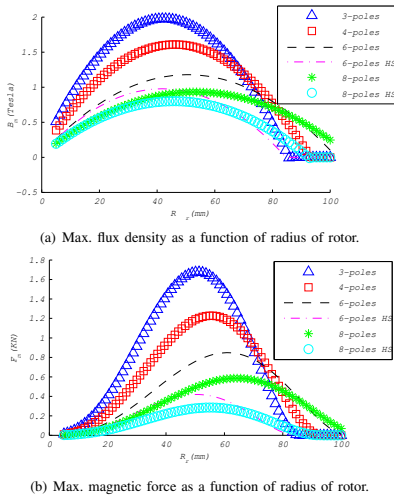 2
1.5
1
0.5
0
−0.5
B_m (Tesla)
0 20 40 60 80 100
R_r (mm)
3-poles
4-poles
6-poles
6-poles HS
8-poles
8-poles HS
(a) Max. flux density as a function of radius of rotor.
1.8
1.6
1.4
1.2
1
0.8
0.6
0.4
0.2
0
0 20 40 60 80 100
R_r (mm)
3-poles
4-poles
6-poles
6-poles HS
8-poles
8-poles HS
(b) Max. magnetic force as a function of radius of rotor.